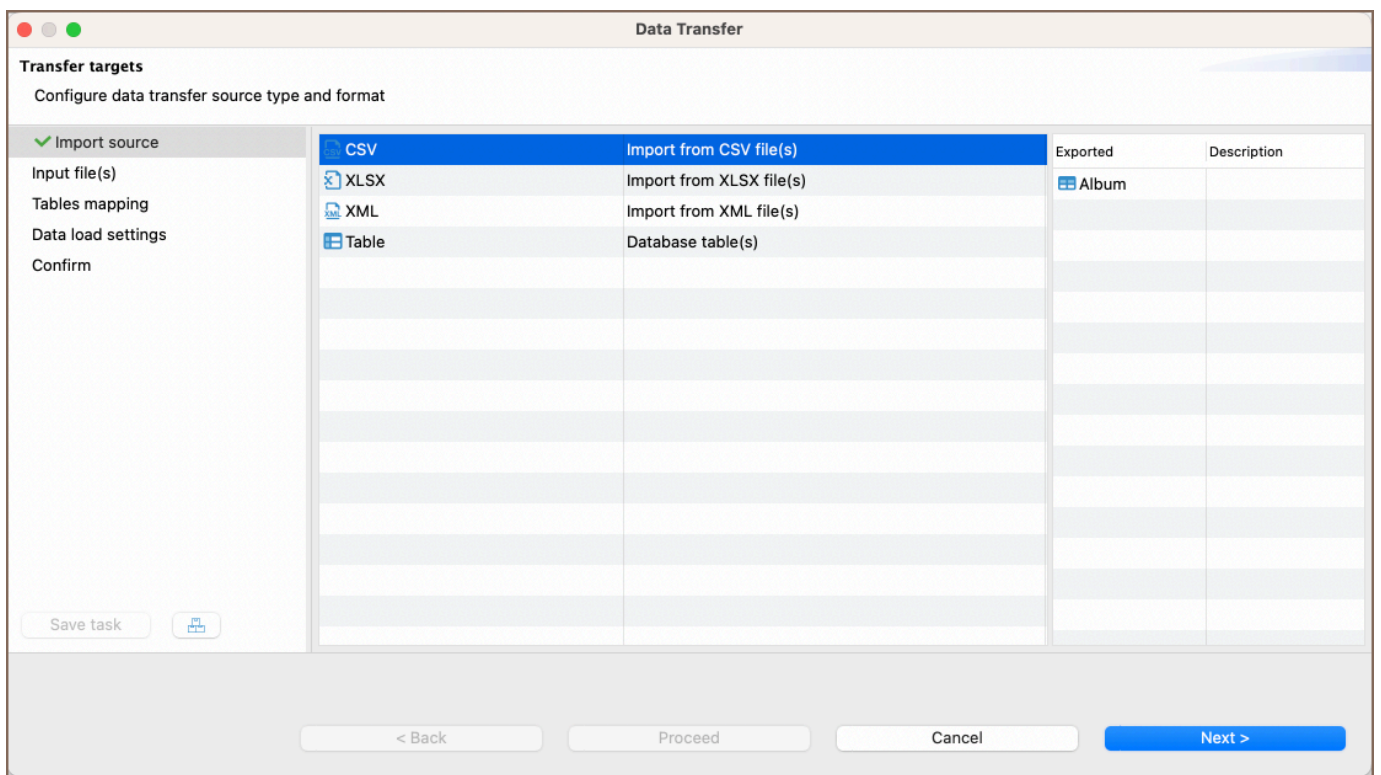 Data Transfer
Transfer targets
Configure data transfer source type and format
Import source
Input file(s)
Tables mapping
Data load settings
Confirm
CSV Import from CSV file(s)
XLSX Import from XLSX file(s)
XML Import from XML file(s)
Table Database table(s)
Exported Description
Album
Save task
< Back Proceed Cancel Next >